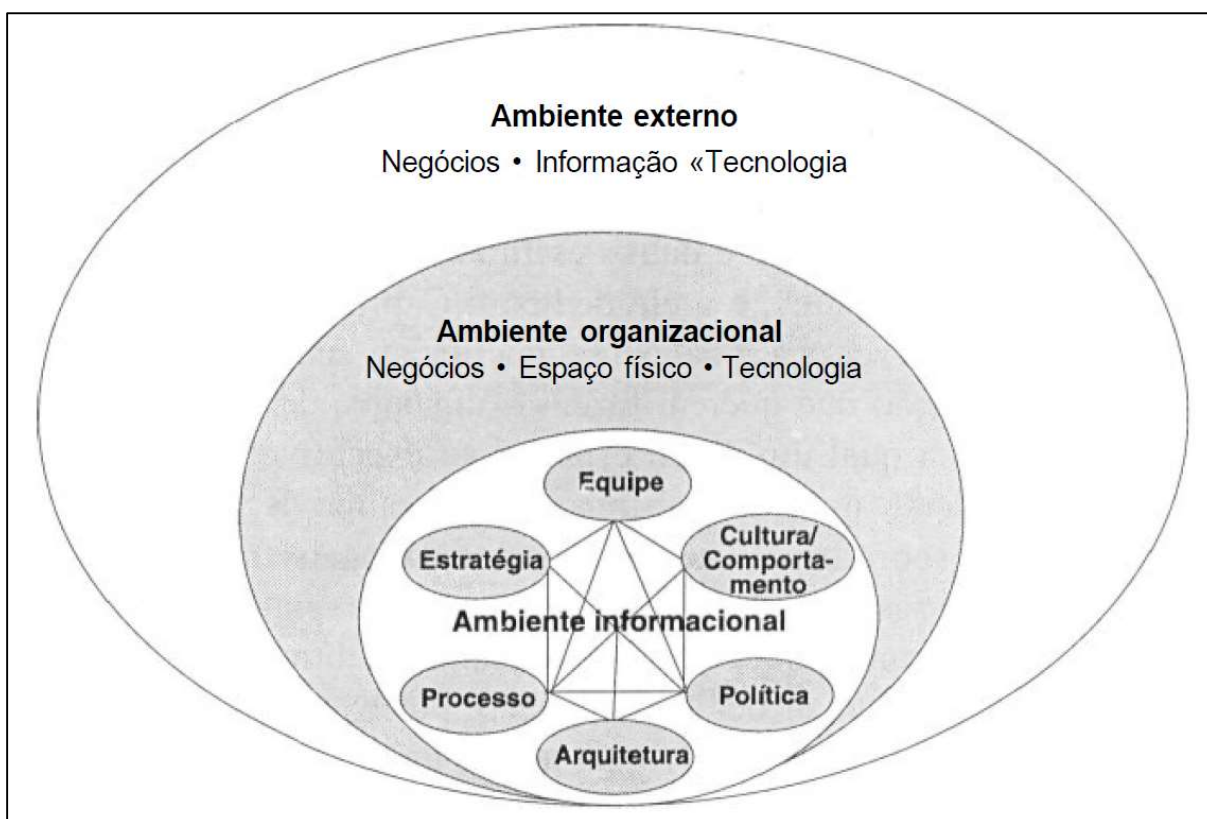 Ambiente externo
Negócios • Informação «Tecnologia
Ambiente organizacional
Negócios • Espaço físico • Tecnologia
Equipe
Estratégia
Cultura/
Comporta-
mento
Ambiente informacional
Processo
Política
Arquitetura